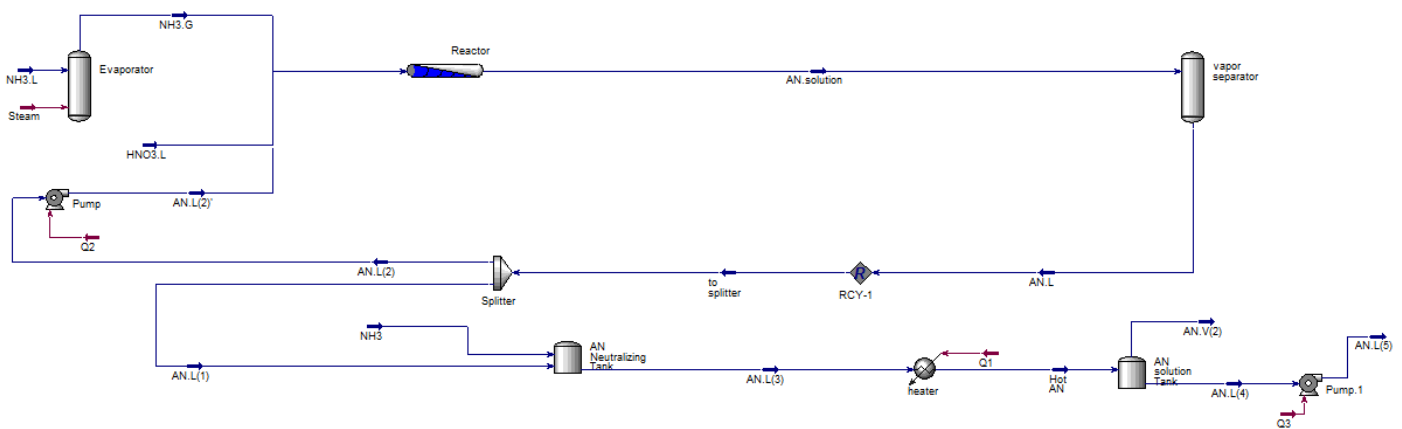 NH3.G
Evaporator
NH3.L
Steam
HNO3.L
Reactor
AN.solution
vapor
separator
Pump
AN.L(2)'
Q2
AN.L(2)
Splitter
to
splitter
RCY-1
R
AN.L
NH3
AN
Neutralizing
Tank
AN.L(1)
AN.L(3)
heater
Q1
Hot
AN
AN.V(2)
AN
solution
Tank
AN.L(4)
Pump.1
AN.L(5)
Q3